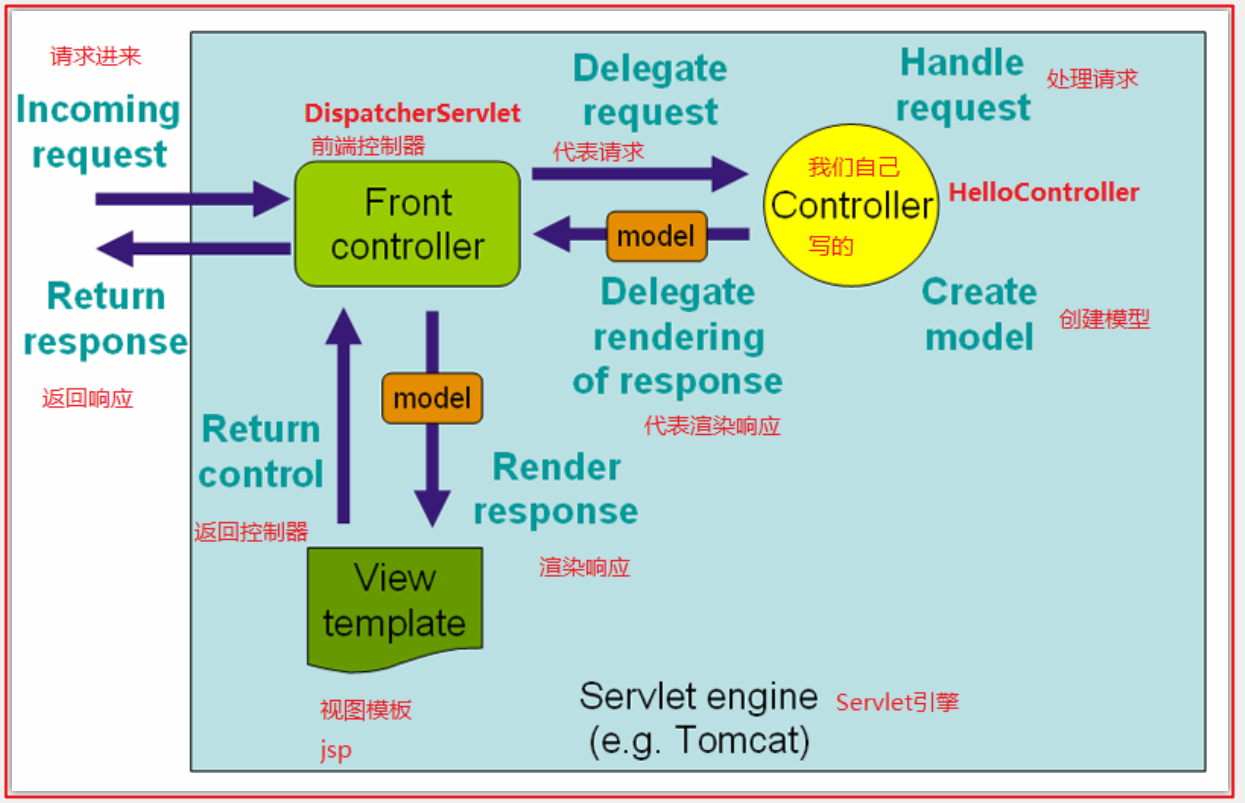 请求进来
Incoming
request
DispatcherServlet
前端控制器
Front
controller
Delegate
request
代表请求
Handle
request
处理请求
我们自己
Controller
写的
HelloController
model
Return
response
返回响应
Delegate
rendering
of response
代表渲染响应
Create
model
创建模型
model
Return
control
返回控制器
Render
response
渲染响应
View
template
视图模板
jsp
Servlet engine
(e.g. Tomcat)
Servlet引擎